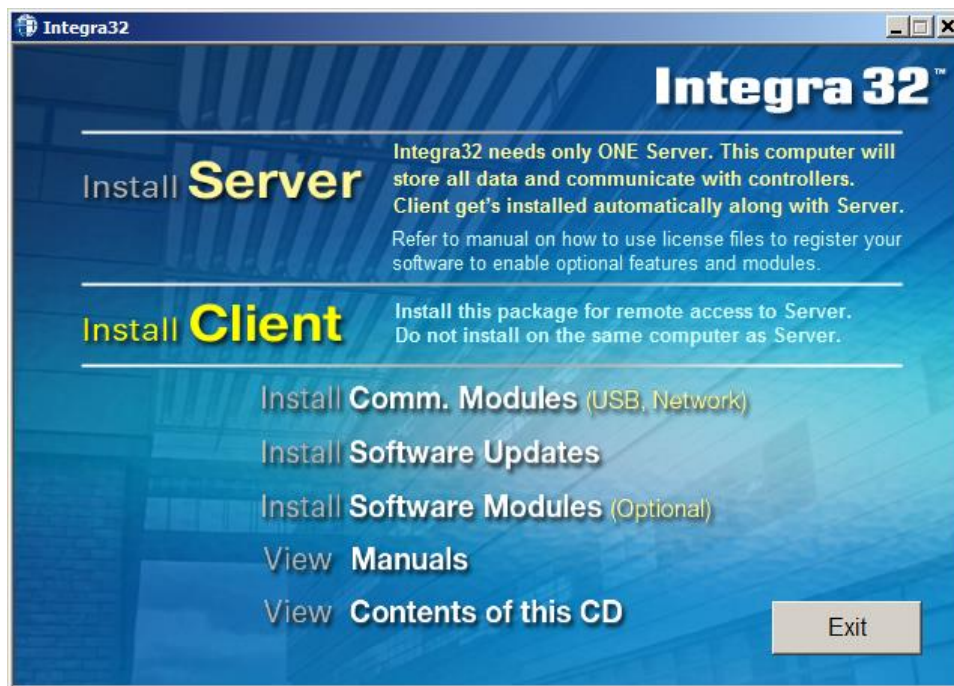 Integra32
Integra 32™
Install Server
Integra32 needs only ONE Server. This computer will
store all data and communicate with controllers.
Client get's installed automatically along with Server.
Refer to manual on how to use license files to register your
software to enable optional features and modules.
Install Client
Install this package for remote access to Server.
Do not install on the same computer as Server.
Install Comm. Modules (USB, Network)
Install Software Updates
Install Software Modules (Optional)
View Manuals
View Contents of this CD
Exit